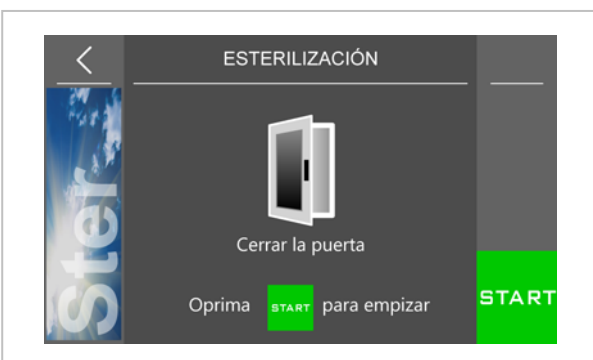 ESTERILIZACIÓN
Ster
Cerrar la puerta
Oprima START para empizar
START